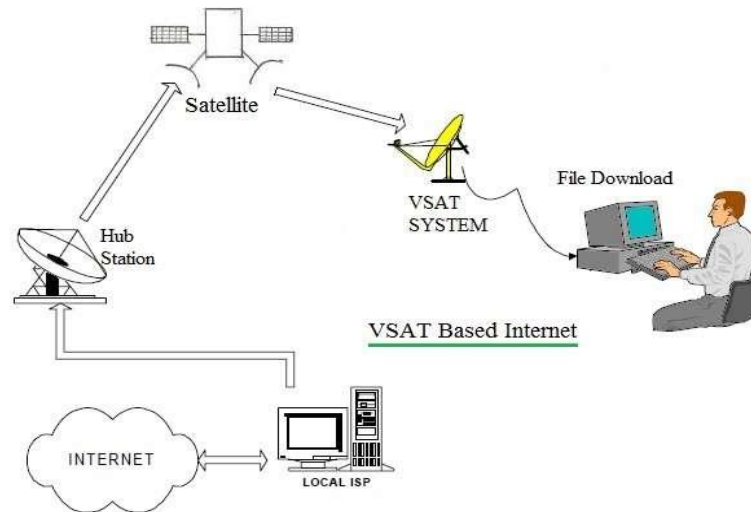 Satellite
Hub
Station
VSAT
SYSTEM
File Download
VSAT Based Internet
INTERNET
LOCAL ISP